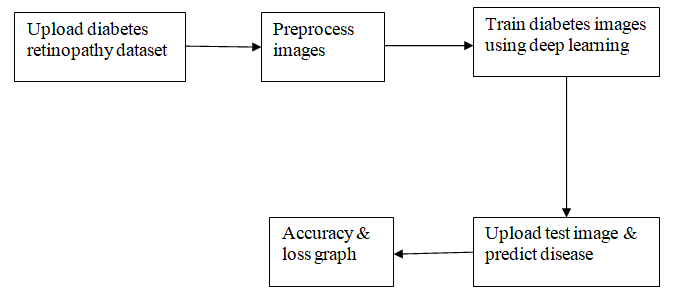 Upload diabetes
retinopathy dataset
Preprocess
images
Train diabetes images
using deep learning
Upload test image &
predict disease
Accuracy &
loss graph